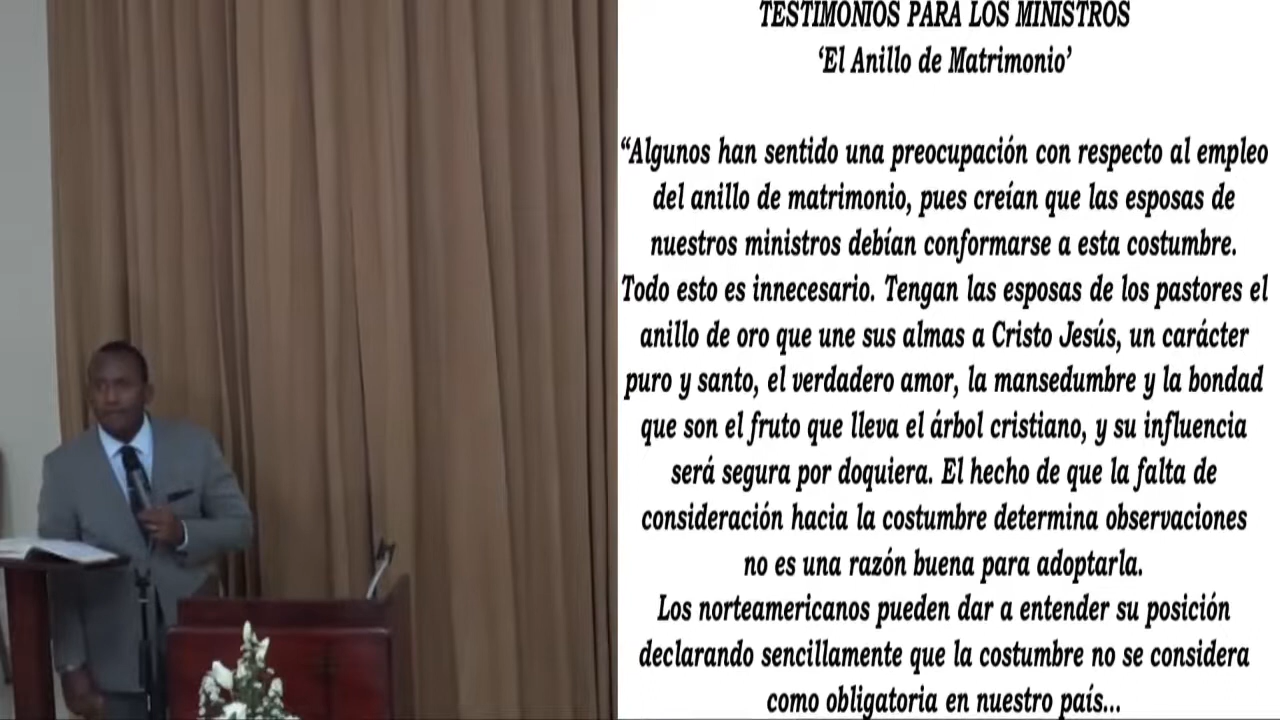 TESTIMONIOS PARA LOS MINISTROS
‘El Anillo de Matrimonio’
“Algunos han sentido una preocupación con respecto al empleo
del anillo de matrimonio, pues creían que las esposas de
nuestros ministros debían conformarse a esta costumbre.
Todo esto es innecesario. Tengan las esposas de los pastores el
anillo de oro que une sus almas a Cristo Jesús, un carácter
puro y santo, el verdadero amor, la mansedumbre y la bondad
que son el fruto que lleva el árbol cristiano, y su influencia
será segura por doquiera. El hecho de que la falta de
consideración hacia la costumbre determina observaciones
no es una razón buena para adoptarla.
Los norteamericanos pueden dar a entender su posición
declarando sencillamente que la costumbre no se considera
como obligatoria en nuestro país...